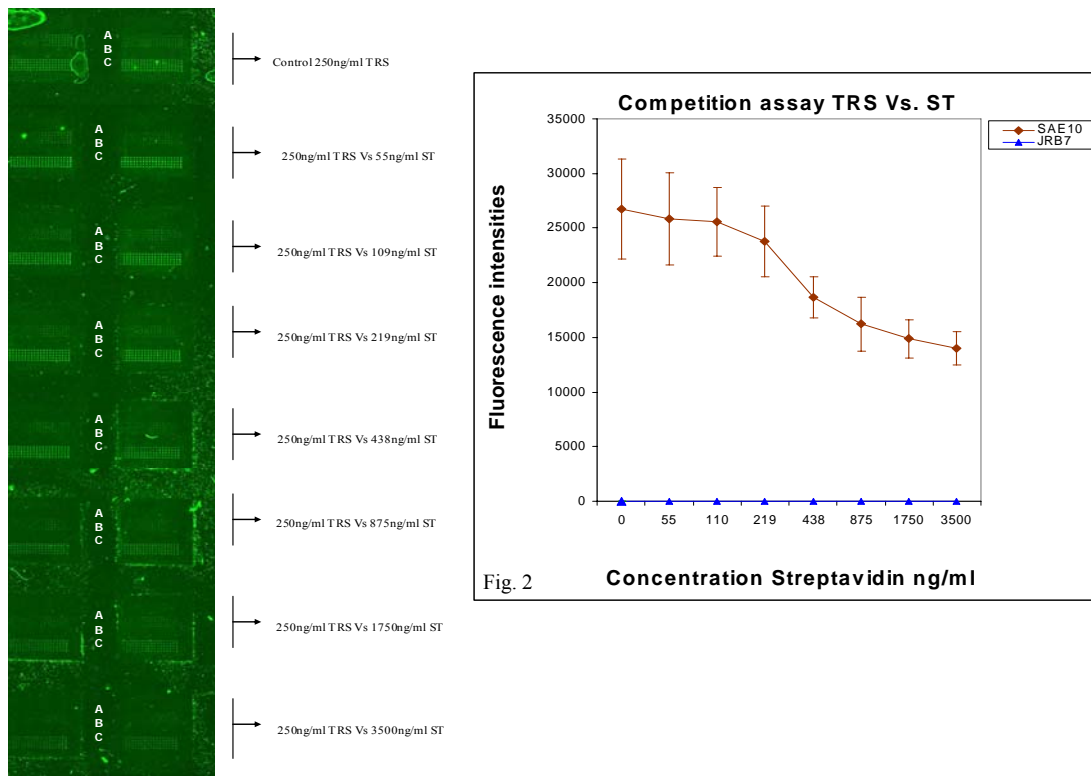 A
B
C
Control 250ng/ml TRS
A
B
C
250ng/ml TRS Vs 55ng/ml ST
A
B
C
250ng/ml TRS Vs 109ng/ml ST
A
B
C
250ng/ml TRS Vs 219ng/ml ST
A
B
C
250ng/ml TRS Vs 438ng/ml ST
A
B
C
250ng/ml TRS Vs 875ng/ml ST
A
B
C
250ng/ml TRS Vs 1750ng/ml ST
A
B
C
250ng/ml TRS Vs 3500ng/ml ST
Competition assay TRS Vs. ST
SAE10
JRB7
Fluorescence intensities
35000
30000
25000
20000
15000
10000
5000
0
0 55 110 219 438 875 1750 3500
Fig. 2
Concentration Streptavidin ng/ml